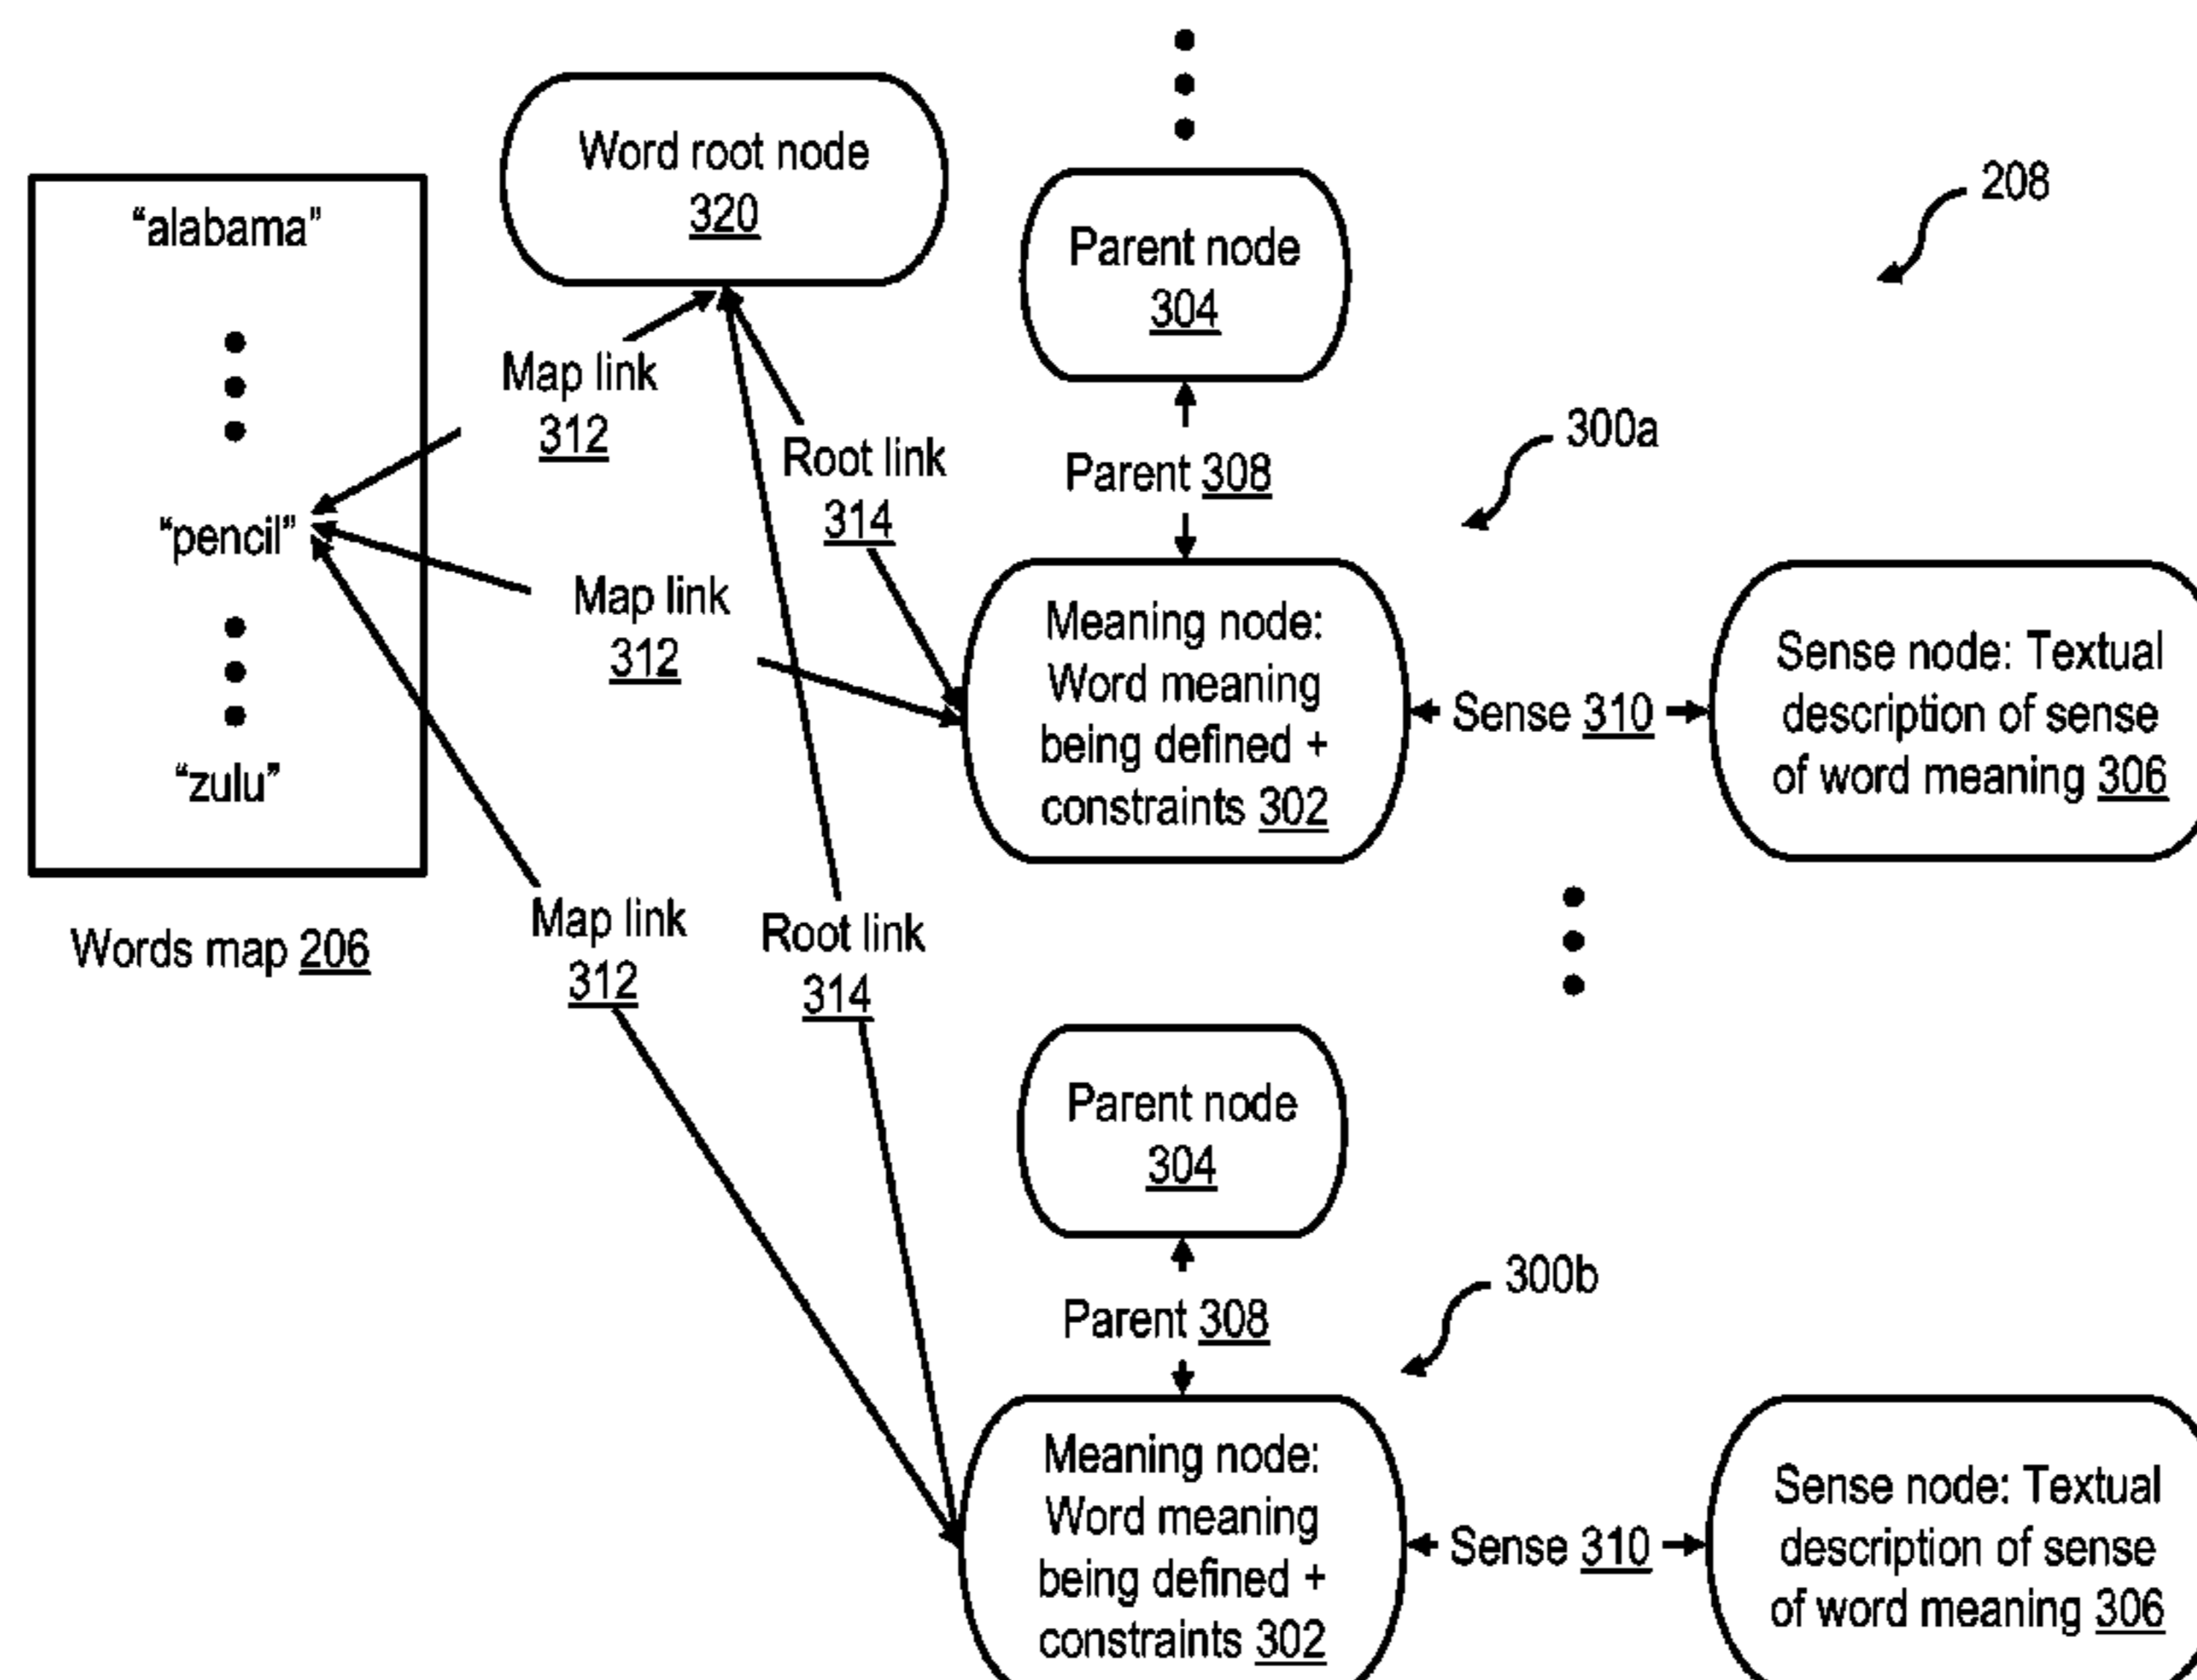 “alabama”
“pencil”
“zulu”
Words map 206
Word root node
320
Map link
312
Root link
314
Map link
312
Map link
312
Root link
314
208
Parent node
304
Parent 308
300a
Meaning node:
Word meaning
being defined +
constraints 302
Sense 310
Sense node: Textual
description of sense
of word meaning 306
Parent node
304
Parent 308
300b
Meaning node:
Word meaning
being defined +
constraints 302
Sense 310
Sense node: Textual
description of sense
of word meaning 306